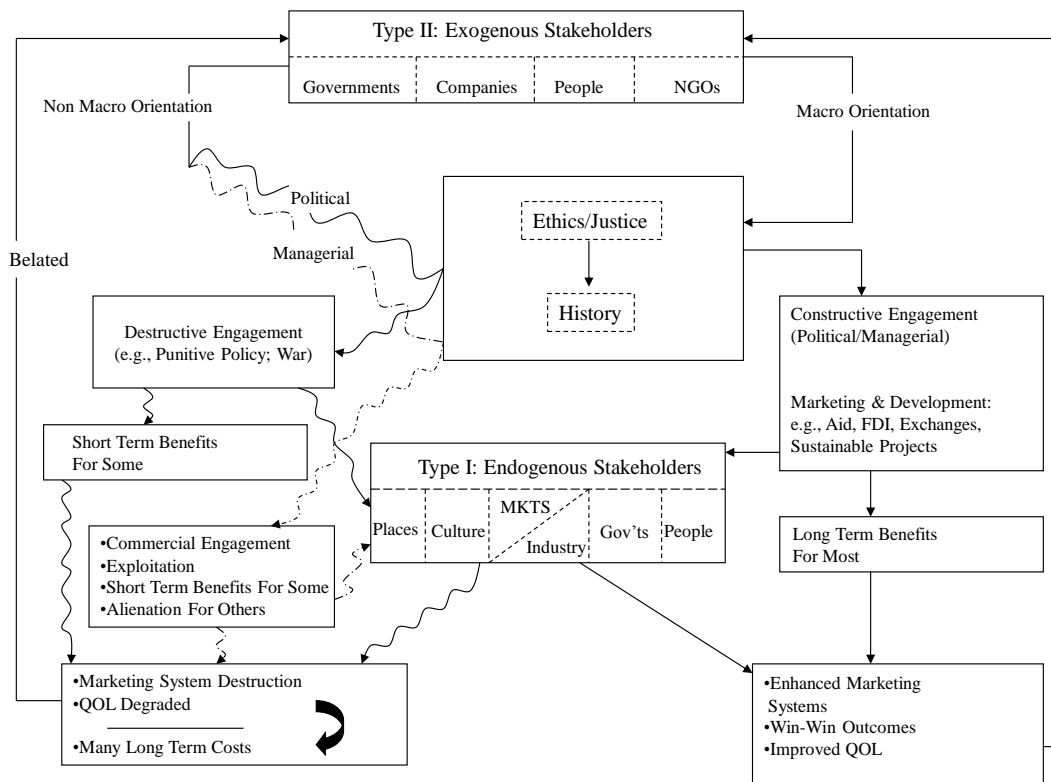 Type II: Exogenous Stakeholders
Governments Companies People NGOs
Non Macro Orientation
Macro Orientation
Political
Managerial
Belated
Ethics/Justice
History
Destructive Engagement
(e.g., Punitive Policy; War)
Constructive Engagement
(Political/Managerial)
Marketing & Development:
e.g., Aid, FDI, Exchanges,
Sustainable Projects
Short Term Benefits
For Some
Type I: Endogenous Stakeholders
Places Culture MKTS Industry Gov'ts People
•Commercial Engagement
•Exploitation
•Short Term Benefits For Some
•Alienation For Others
Long Term Benefits
For Most
•Marketing System Destruction
•QOL Degraded
•Many Long Term Costs
•Enhanced Marketing
Systems
•Win-Win Outcomes
•Improved QOL